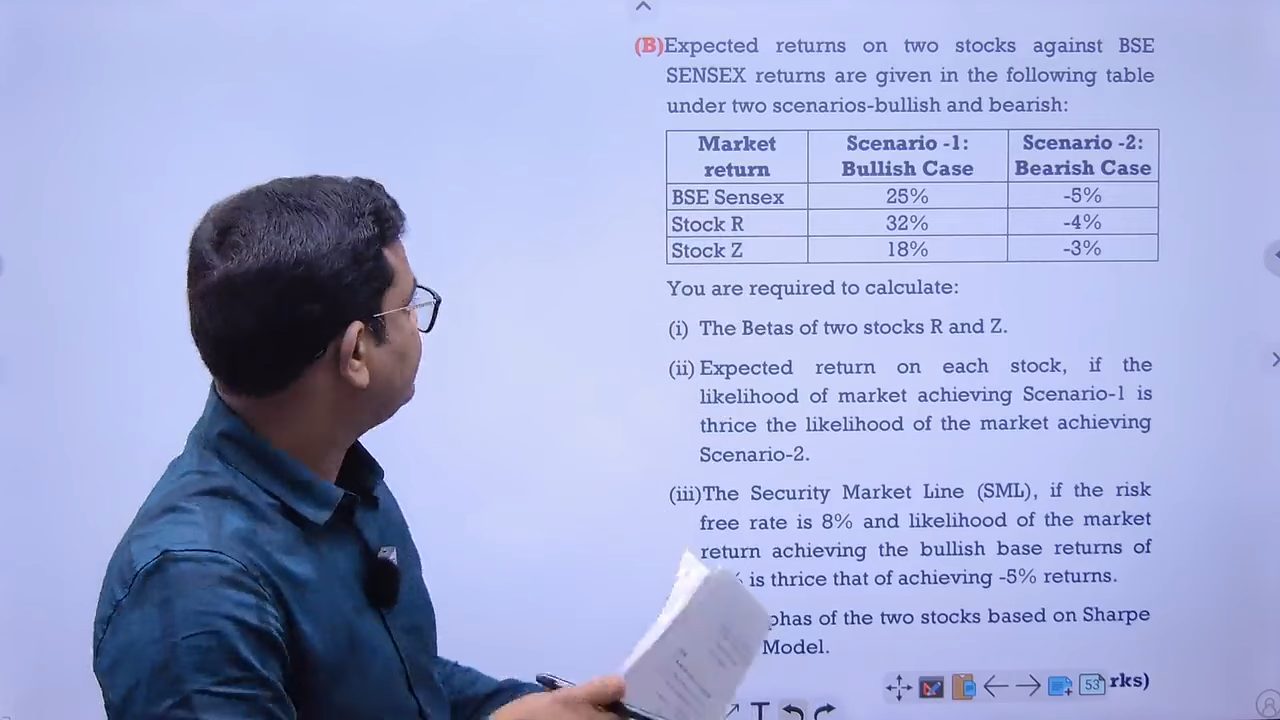 (B)Expected returns on two stocks against BSE
SENSEX returns are given in the following table
under two scenarios-bullish and bearish:
Market return Scenario -1: Bullish Case Scenario -2: Bearish Case
BSE Sensex 25% -5%
Stock R 32% -4%
Stock Z 18% -3%
You are required to calculate:
(i) The Betas of two stocks R and Z.
(ii) Expected return on each stock, if the
likelihood of market achieving Scenario-1 is
thrice the likelihood of the market achieving
Scenario-2.
(iii)The Security Market Line (SML), if the risk
free rate is 8% and likelihood of the market
return achieving the bullish base returns of
is thrice that of achieving -5% returns.
of the two stocks based on Sharpe
Model.
53